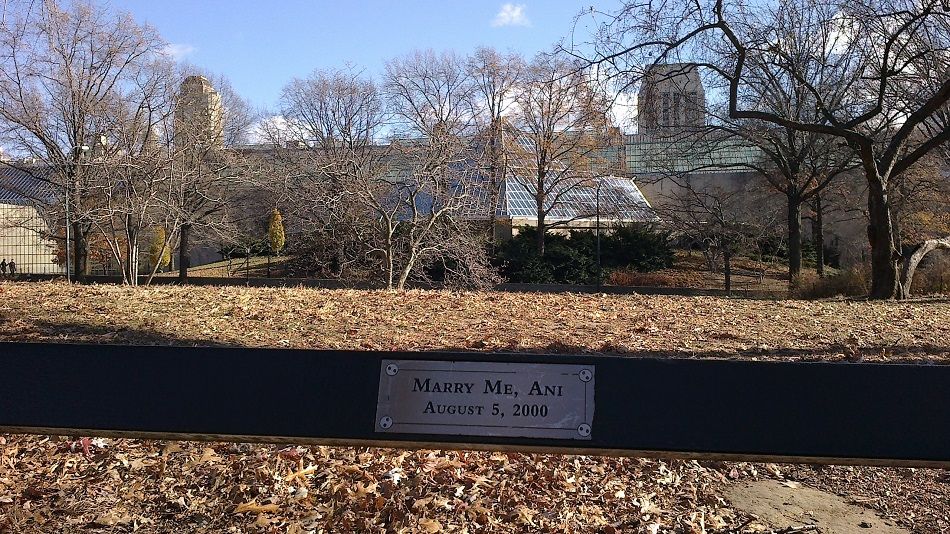 Marry Me, Ani
August 5, 2000